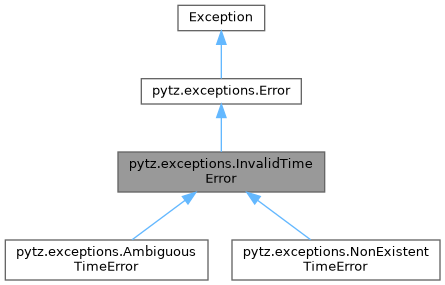 Exception
pytz.exceptions.Error
pytz.exceptions.InvalidTime
Error
pytz.exceptions.Ambiguous
TimeError
pytz.exceptions.NonExistent
TimeError